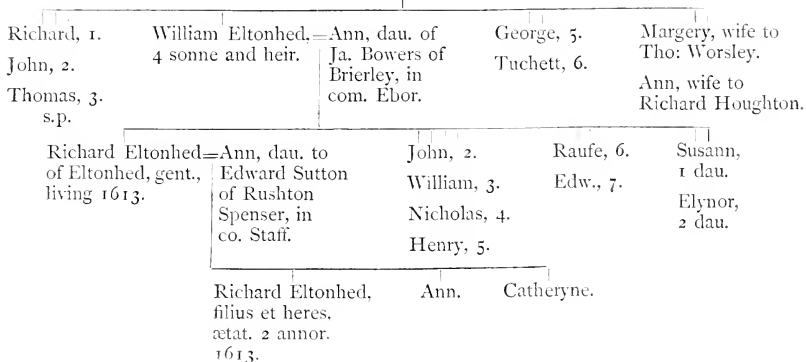 Richard, 1.
John, 2.
Thomas, 3.
s.p.
William Eltonhed,=Ann, dau. of
4 sonne and heir. Ja. Bowers of
Brierley, in
com. Ebor.
George, 5.
Tuchett, 6.
Margery, wife to
Tho: Worsley.
Ann, wife to
Richard Houghton.
Richard Eltonhed=Ann, dau. to
of Eltonhed, gent., Edward Sutton
living 1613. of Rushton
Spenser, in
co. Staff.
John, 2.
William, 3.
Nicholas, 4.
Henry, 5.
Raufe, 6.
Edw., 7.
Susann,
1 dau.
Elynor,
2 dau.
Richard Eltonhed,
filius et heres,
ætat. 2 annor.
1613.
Ann.
Catheryne.